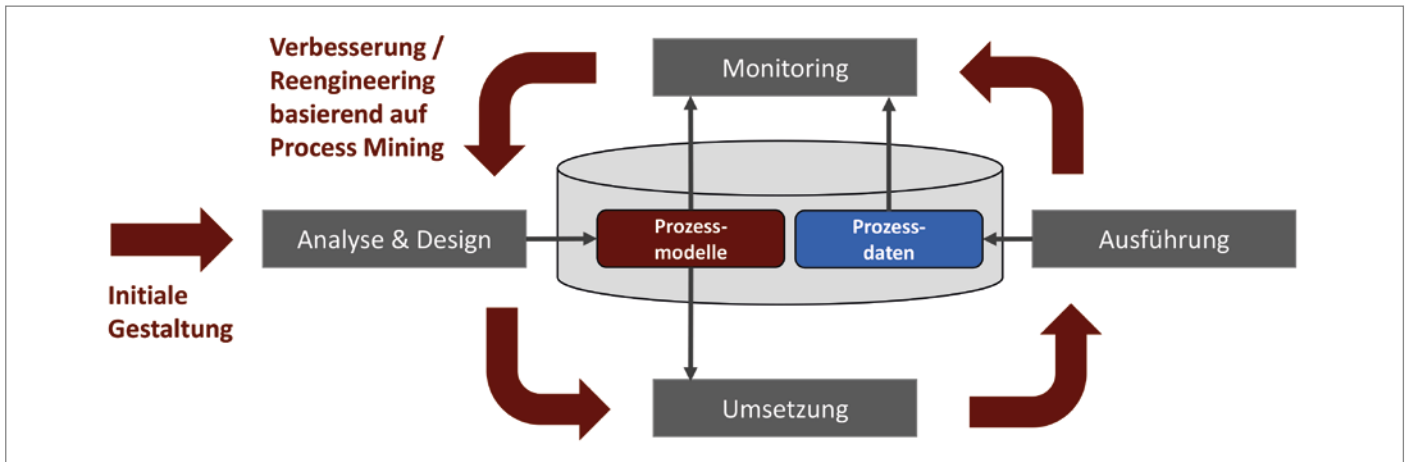 Verbesserung /
Reengineering
basierend auf
Process Mining
Monitoring
Initiale
Gestaltung
Analyse & Design
Prozess-
modelle
Prozess-
daten
Ausführung
Umsetzung